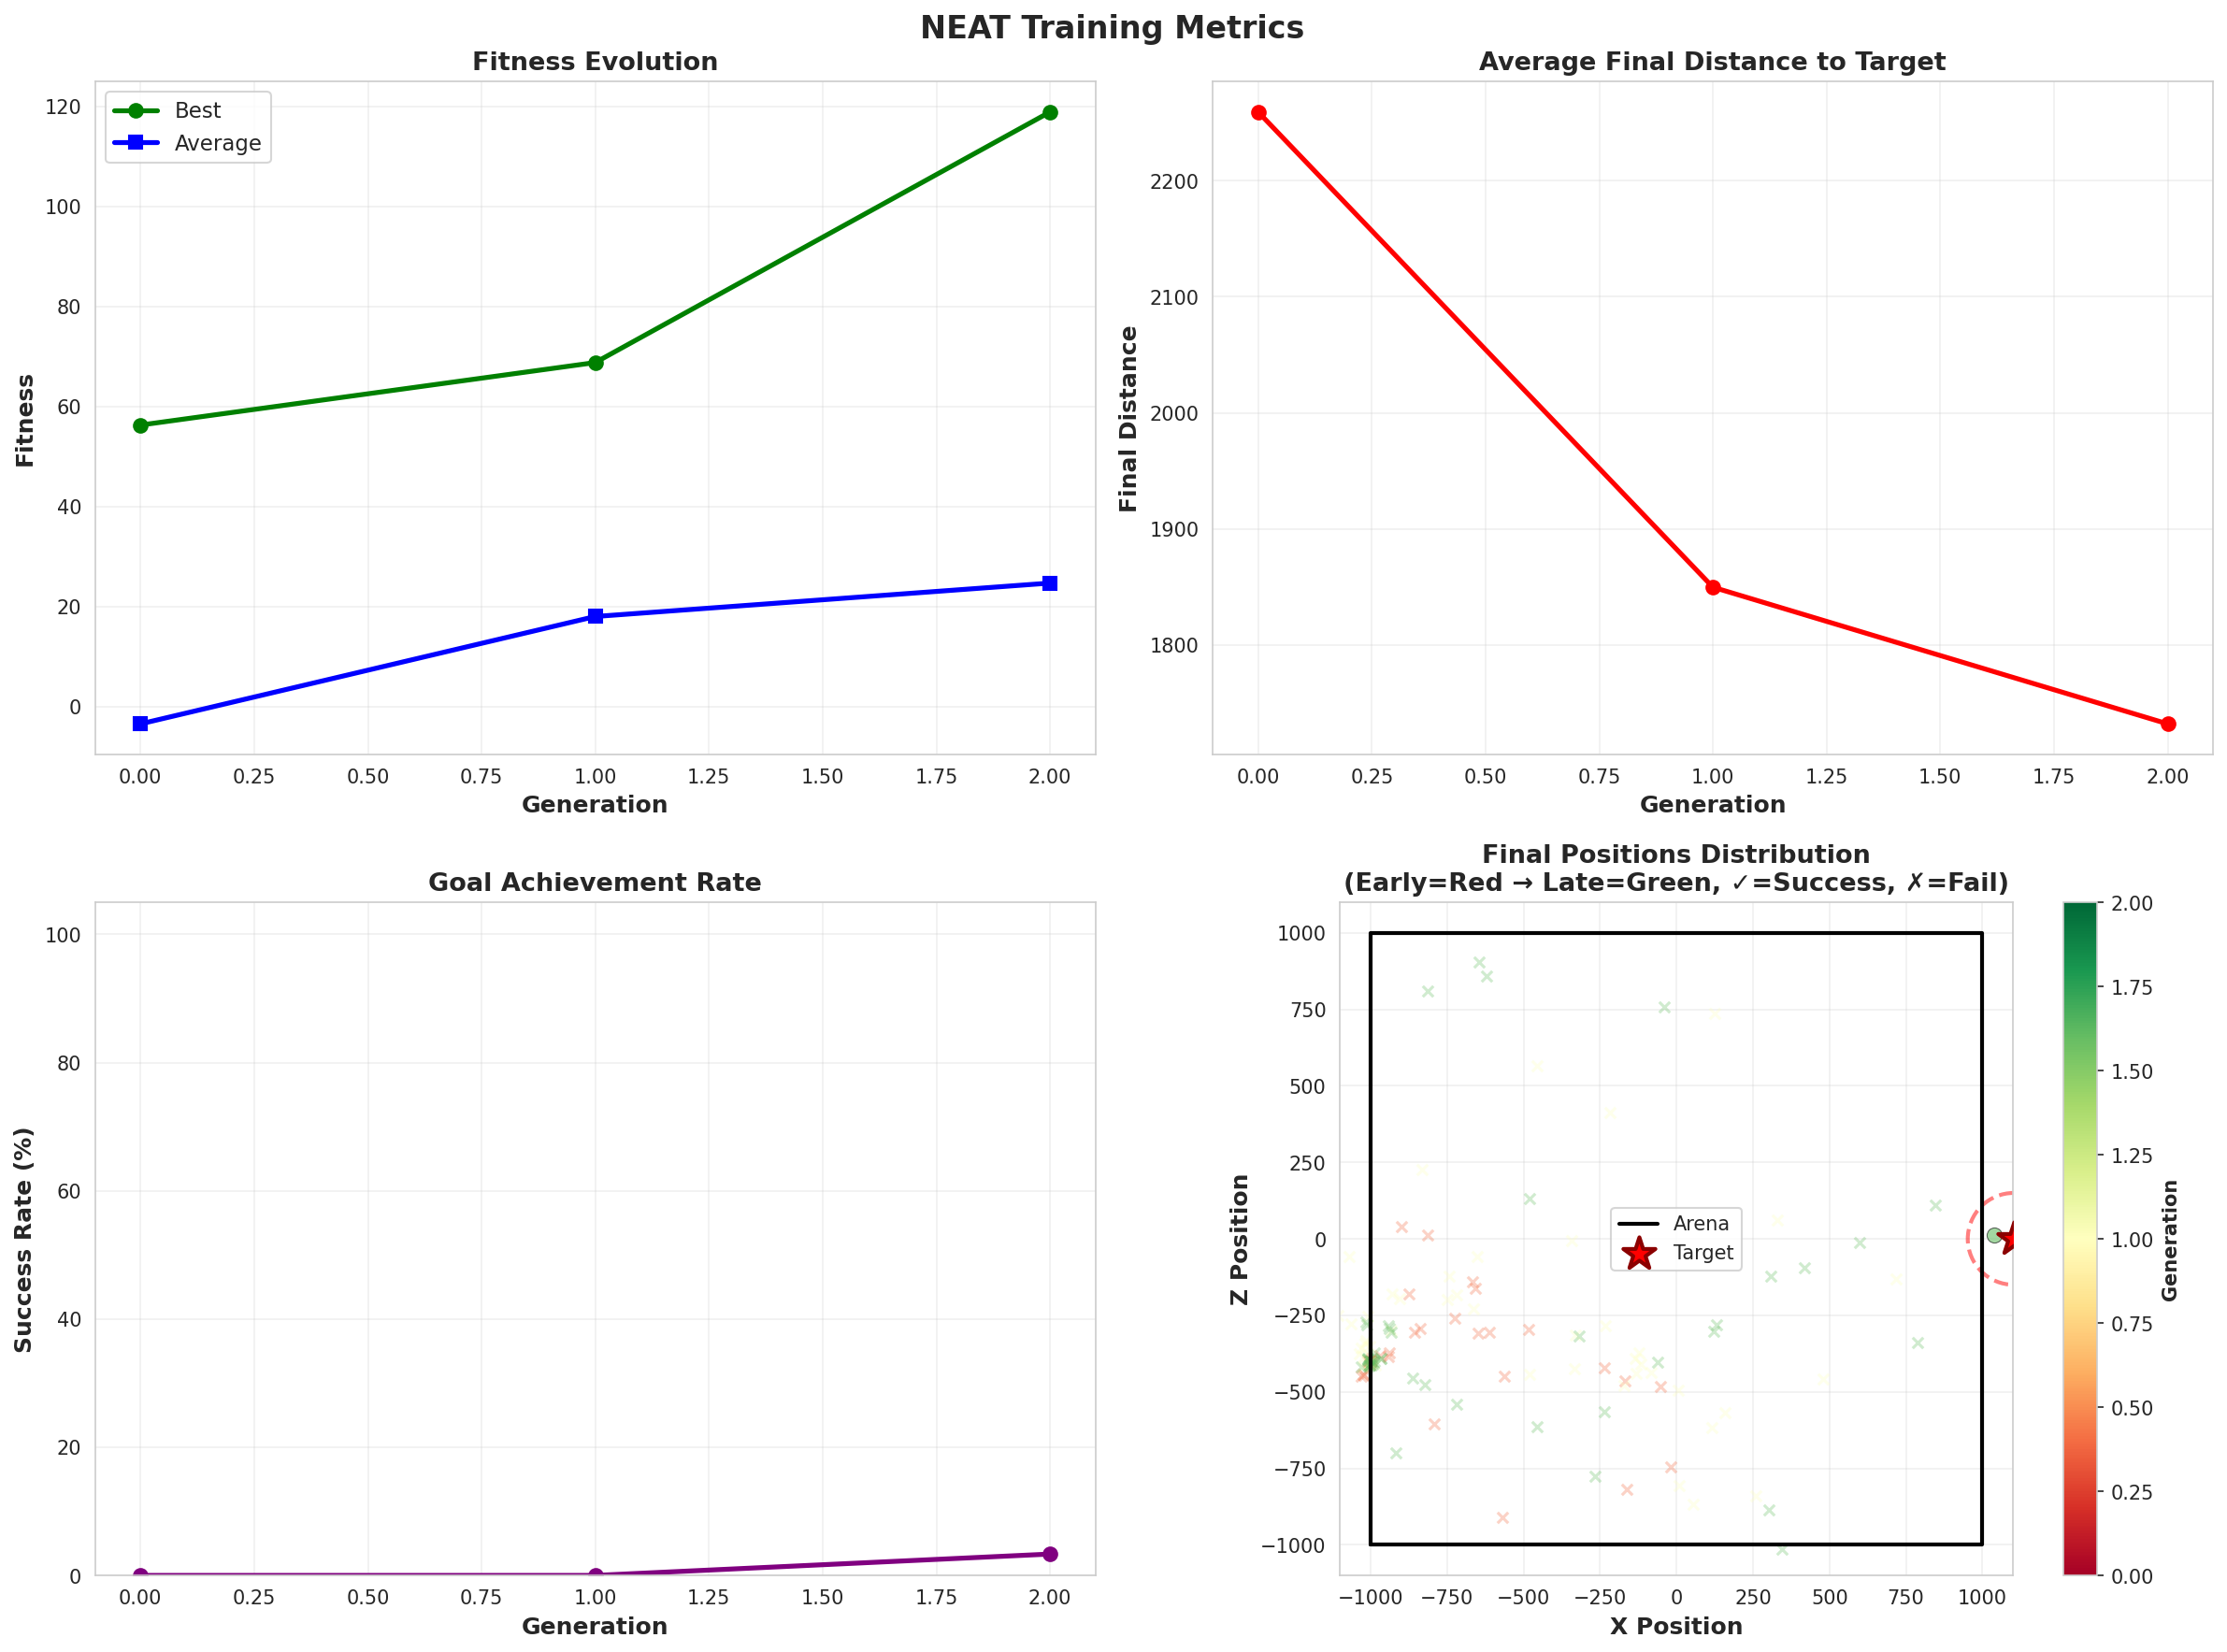 NEAT Training Metrics
Fitness Evolution
Best
Average
120
100
80
60
40
20
0
Fitness
0.00 0.25 0.50 0.75 1.00 1.25 1.50 1.75 2.00
Generation
Average Final Distance to Target
2200
2100
2000
1900
1800
Final Distance
0.00 0.25 0.50 0.75 1.00 1.25 1.50 1.75 2.00
Generation
Goal Achievement Rate
100
80
60
40
20
0
Success Rate (%)
0.00 0.25 0.50 0.75 1.00 1.25 1.50 1.75 2.00
Generation
Final Positions Distribution
(Early=Red → Late=Green, ✓=Success, ✗=Fail)
1000
750
500
250
0
−250
−500
−750
−1000
Z Position
Arena
Target
−1000 −750 −500 −250 0 250 500 750 1000
X Position
2.00
1.75
1.50
1.25
1.00
0.75
0.50
0.25
0.00
Generation